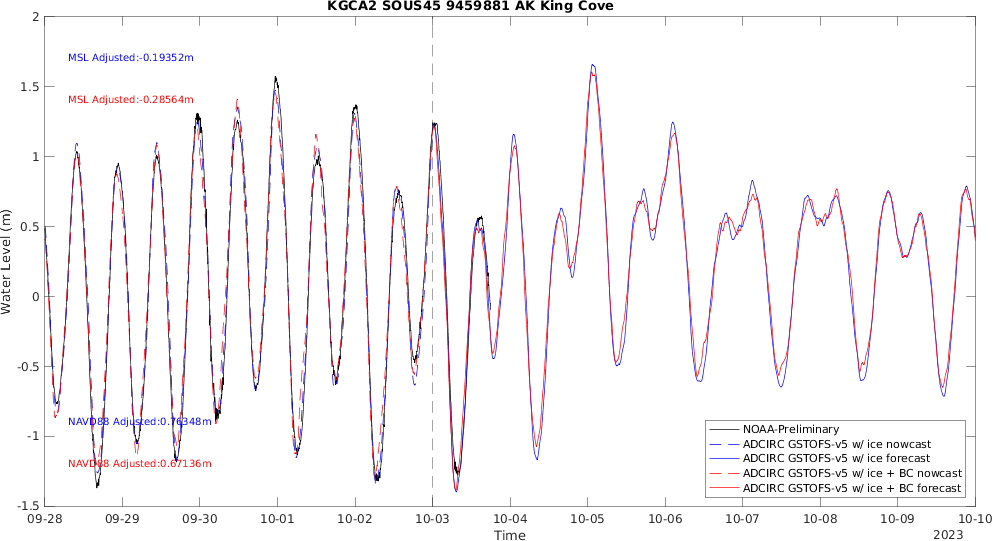 KGCA2 SOUS45 9459881 AK King Cove
MSL Adjusted:-0.19352m
MSL Adjusted:-0.28564m
NAVD88 Adjusted:0.76348m
NAVD88 Adjusted:0.67136m
Water Level (m)
2
1.5
1
0.5
0
-0.5
-1
-1.5
NOAA-Preliminary
ADCIRC GSTOFS-v5 w/ ice nowcast
ADCIRC GSTOFS-v5 w/ ice forecast
ADCIRC GSTOFS-v5 w/ ice + BC nowcast
ADCIRC GSTOFS-v5 w/ ice + BC forecast
09-28 09-29 09-30 10-01 10-02 10-03 10-04 10-05 10-06 10-07 10-08 10-09 10-10
Time
2023